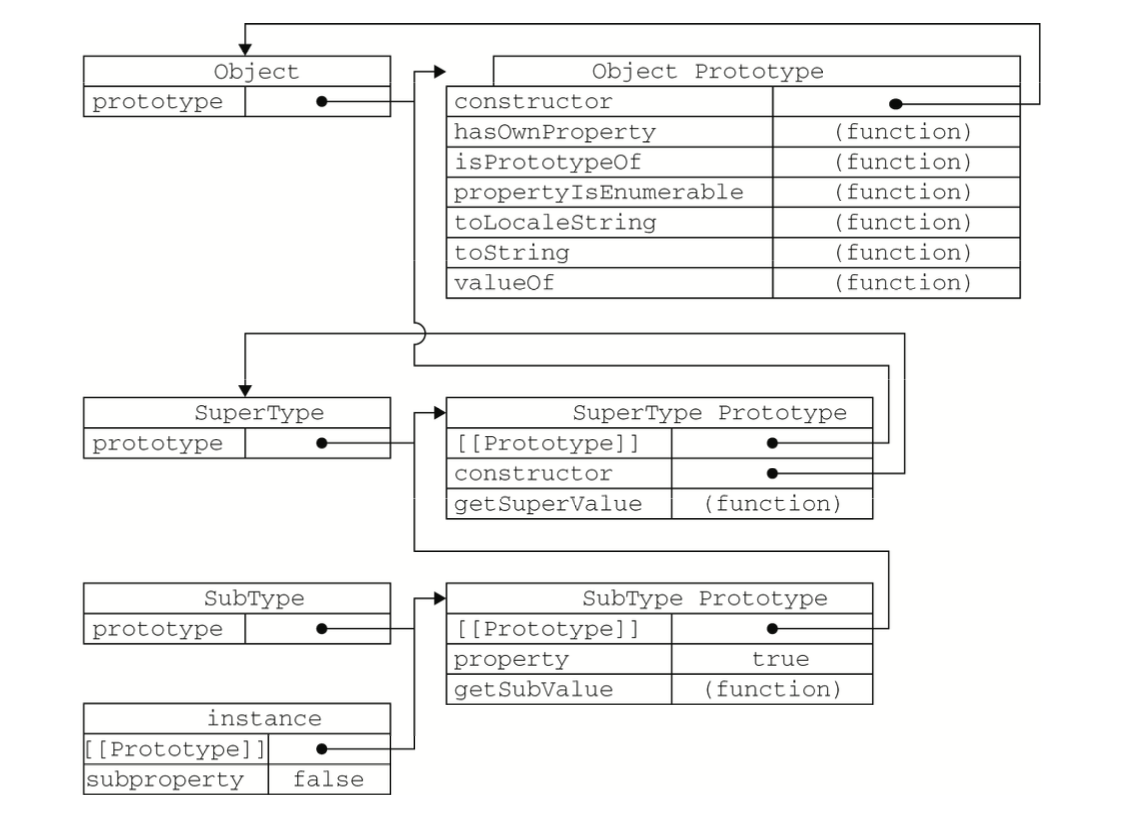 Object
prototype
Object Prototype
constructor
hasOwnProperty (function)
isPrototypeOf (function)
propertyIsEnumerable (function)
toLocaleString (function)
toString (function)
valueOf (function)
SuperType
prototype
SuperType Prototype
[[Prototype]]
constructor
getSuperValue (function)
SubType
prototype
SubType Prototype
[[Prototype]]
property true
getSubValue (function)
instance
[[Prototype]]
subproperty false